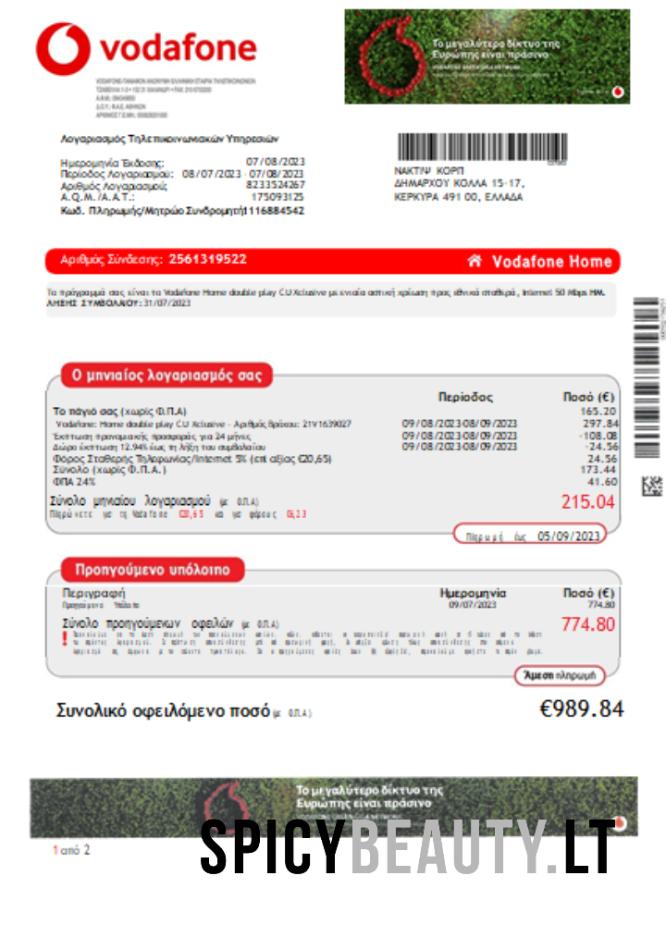 vodafone
Το μεγαλύτερο δίκτυο της
Ευρώπης είναι πράσινο
Λογαριασμός Τηλεπικοινωνιακών Υπηρεσιών
Ημερομηνία Έκδοσης: 07/08/2023
Περίοδος Λογαριασμού: 08/07/2023 - 07/08/2023
Αριθμός Λογαριασμού: 8233524267
Α.Q.M./Α.Α.Τ.: 175093125
Κωδ. Πληρωμής/Μητρώο Συνδρομητή: 1116884542
ΝΑΚΤΙΨ ΚΟΡΠ
ΔΗΜΑΡΧΟΥ ΚΟΛΛΑ 15-17,
ΚΕΡΚΥΡΑ 491 00, ΕΛΛΑΔΑ
Αριθμός Σύνδεσης: 2561319522
Vodafone Home
Το πρόγραμμά σας είναι το Vodafone Home double play C.U Xclusive με ενιαία αστική χρέωση προς εθνικά σταθερά, Internet 50 Mbps ΗΜ.
ΛΗΞΗΣ ΣΥΜΒΟΛΑΙΟΥ: 31/07/2023
Ο μηνιαίος λογαριασμός σας
Περίοδος Ποσό (€)
Το πάγιό σας (χωρίς Φ.Π.Α) 165.20
Vodafone: Home double play C.U Xclusive - Αριθμός Βρόχου: 21V1639027 09/08/2023-08/09/2023 297.84
Έκπτωση προνομιακής προσφοράς για 24 μήνες 09/08/2023-08/09/2023 -108.08
Δώρο έκπτωση 12.94% έως τη λήξη του συμβολαίου 09/08/2023-08/09/2023 -24.56
Φόρος Σταθερής Τηλεφωνίας/Internet 5% (επί αξίας €20,65) 24.56
Σύνολο (χωρίς Φ.Π.Α.) 173.44
ΦΠΑ 24% 41.60
Σύνολο μηνιαίου λογαριασμού (με Φ.Π.Α) 215.04
Πληρώνετε για τη Vodafone €20,65 και για φόρους €6,23
Πληρωμή έως 05/09/2023
Προηγούμενο υπόλοιπο
Περιγραφή Ημερομηνία Ποσό (€)
Προηγούμενο Υπόλοιπο 09/07/2023 774.80
Σύνολο προηγούμενων οφειλών (με Φ.Π.Α) 774.80
Άμεση πληρωμή
Συνολικό οφειλόμενο ποσό (με Φ.Π.Α) €989.84
Το μεγαλύτερο δίκτυο της
Ευρώπης είναι πράσινο
SPICYBEAUTY.LT
1 από 2